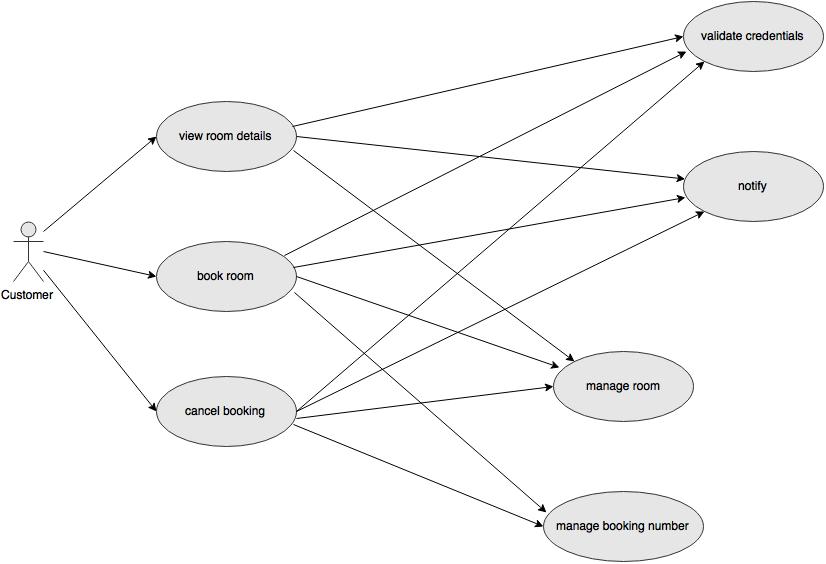 validate credentials
view room details
notify
book room
Customer
manage room
cancel booking
manage booking number